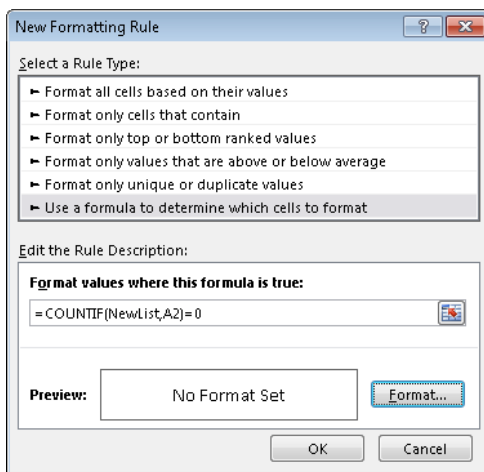 New Formatting Rule
Select a Rule Type:
► Format all cells based on their values
► Format only cells that contain
► Format only top or bottom ranked values
► Format only values that are above or below average
► Format only unique or duplicate values
► Use a formula to determine which cells to format
Edit the Rule Description:
Format values where this formula is true:
=COUNTIF(NewList,A2)=0
Preview: No Format Set Format...
OK Cancel